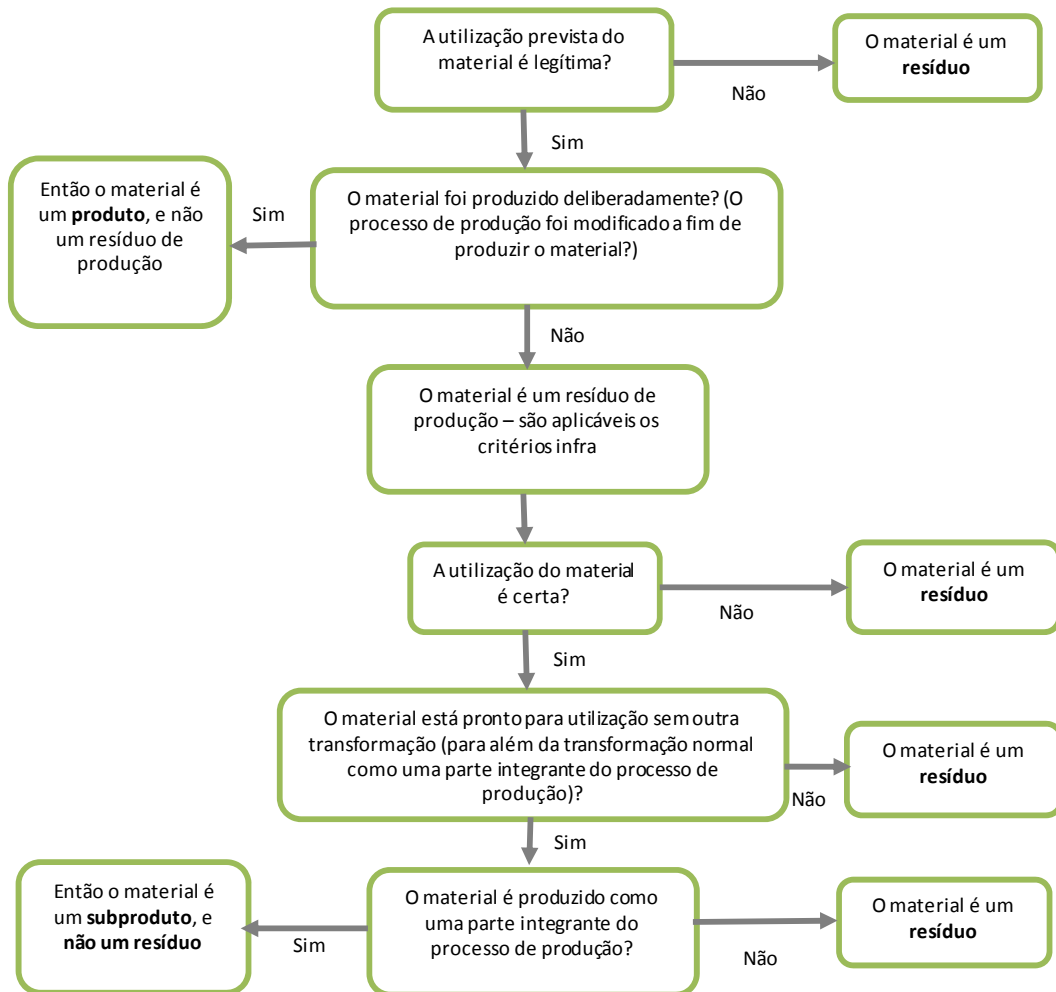 A utilização prevista do
material é legítima?
O material é um
resíduo
Não
Sim
Então o material é
um produto, e não
um resíduo de
produção
Sim
O material foi produzido deliberadamente? (O
processo de produção foi modificado a fim de
produzir o material?)
Não
O material é um resíduo de
produção – são aplicáveis os
critérios infra
A utilização do material
é certa?
O material é um
resíduo
Não
Sim
O material está pronto para utilização sem outra
transformação (para além da transformação normal
como uma parte integrante do processo de
produção)?
O material é um
resíduo
Não
Sim
Então o material é
um subproduto, e
não um resíduo
Sim
O material é produzido como
uma parte integrante do
processo de produção?
O material é um
resíduo
Não